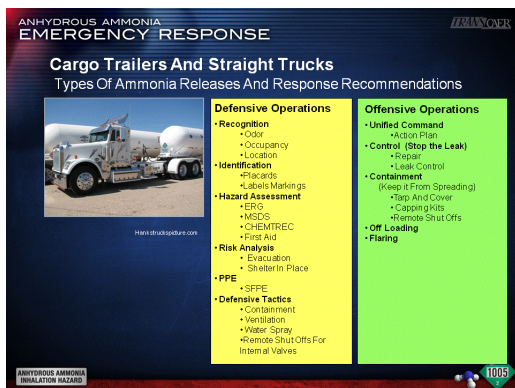 ANHYDROUS AMMONIA
EMERGENCY RESPONSE
TRANSCAER
Cargo Trailers And Straight Trucks
Types Of Ammonia Releases And Response Recommendations
Hankstruckspicture.com
Defensive Operations
• Recognition
• Odor
• Occupancy
• Location
• Identification
•Placards
•Labels Markings
• Hazard Assessment
• ERG
• MSDS
• CHEMTREC
• First Aid
• Risk Analysis
• Evacuation
• Shelter In Place
• PPE
• SFPE
• Defensive Tactics
• Containment
• Ventilation
• Water Spray
•Remote Shut Offs For
Internal Valves
Offensive Operations
• Unified Command
•Action Plan
• Control (Stop the Leak)
• Repair
• Leak Control
• Containment
(Keep it From Spreading)
•Tarp And Cover
• Capping Kits
•Remote Shut Offs
• Off Loading
• Flaring
ANHYDROUS AMMONIA
INHALATION HAZARD
1005
2